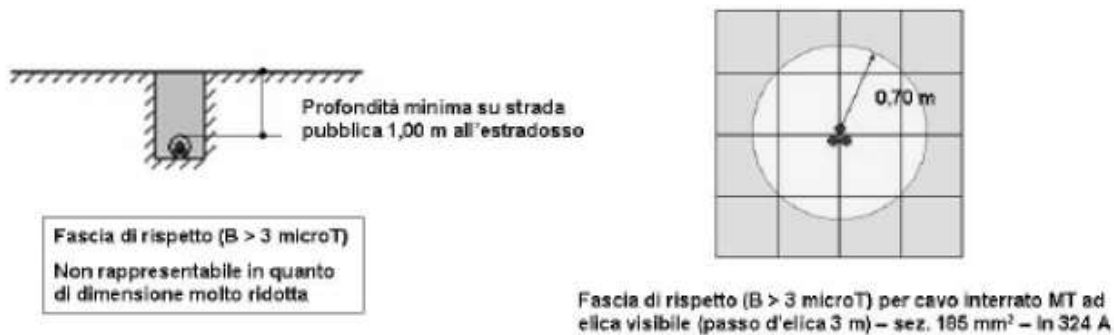 Profondità minima su strada
pubblica 1,00 m all'estradosso
Fascia di rispetto (B > 3 microT)
Non rappresentabile in quanto
di dimensione molto ridotta
0,70 m
Fascia di rispetto (B > 3 microT) per cavo interrato MT ad
elica visibile (passo d'elica 3 m) – sez. 185 mm² – In 324 A